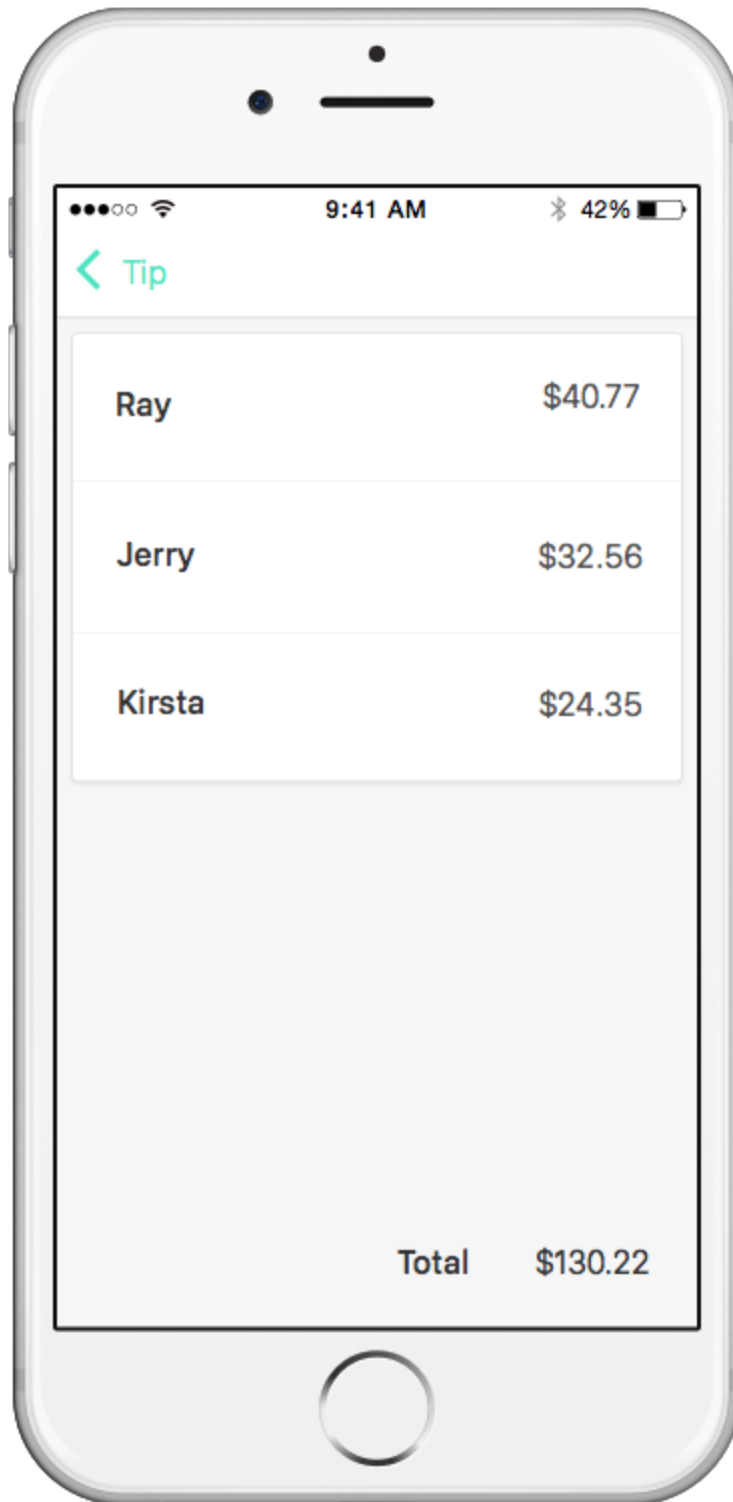 9:41 AM 42%
Tip
Ray $40.77
Jerry $32.56
Kirsta $24.35
Total $130.22